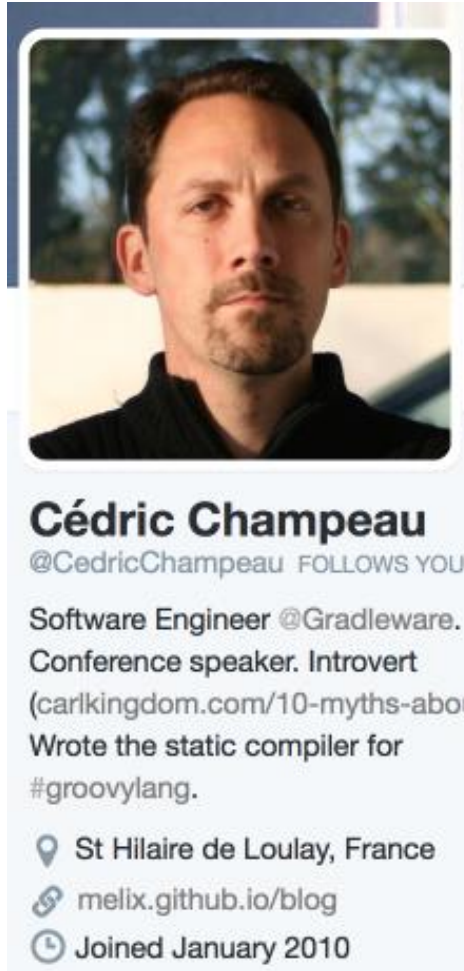 Cédric Champeau
@CedricChampeau FOLLOWS YOU
Software Engineer @Gradleware.
Conference speaker. Introvert
(carlkingdom.com/10-myths-abou
Wrote the static compiler for
#groovylang.
St Hilaire de Loulay, France
melix.github.io/blog
Joined January 2010